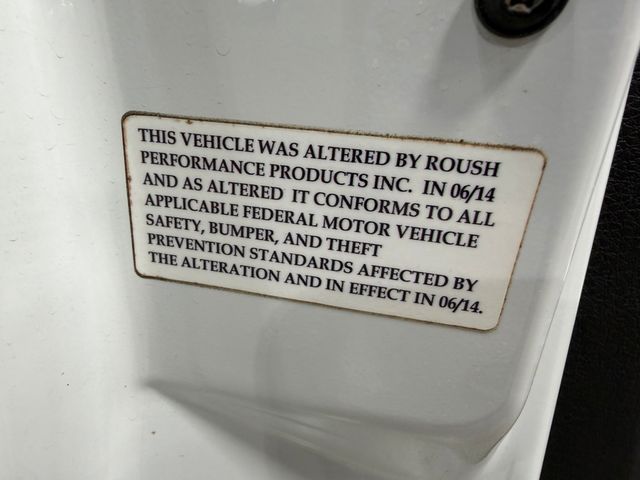 THIS VEHICLE WAS ALTERED BY ROUSH
PERFORMANCE PRODUCTS INC. IN 06/14
AND AS ALTERED IT CONFORMS TO ALL
APPLICABLE FEDERAL MOTOR VEHICLE
SAFETY, BUMPER, AND THEFT
PREVENTION STANDARDS AFFECTED BY
THE ALTERATION AND IN EFFECT IN 06/14.